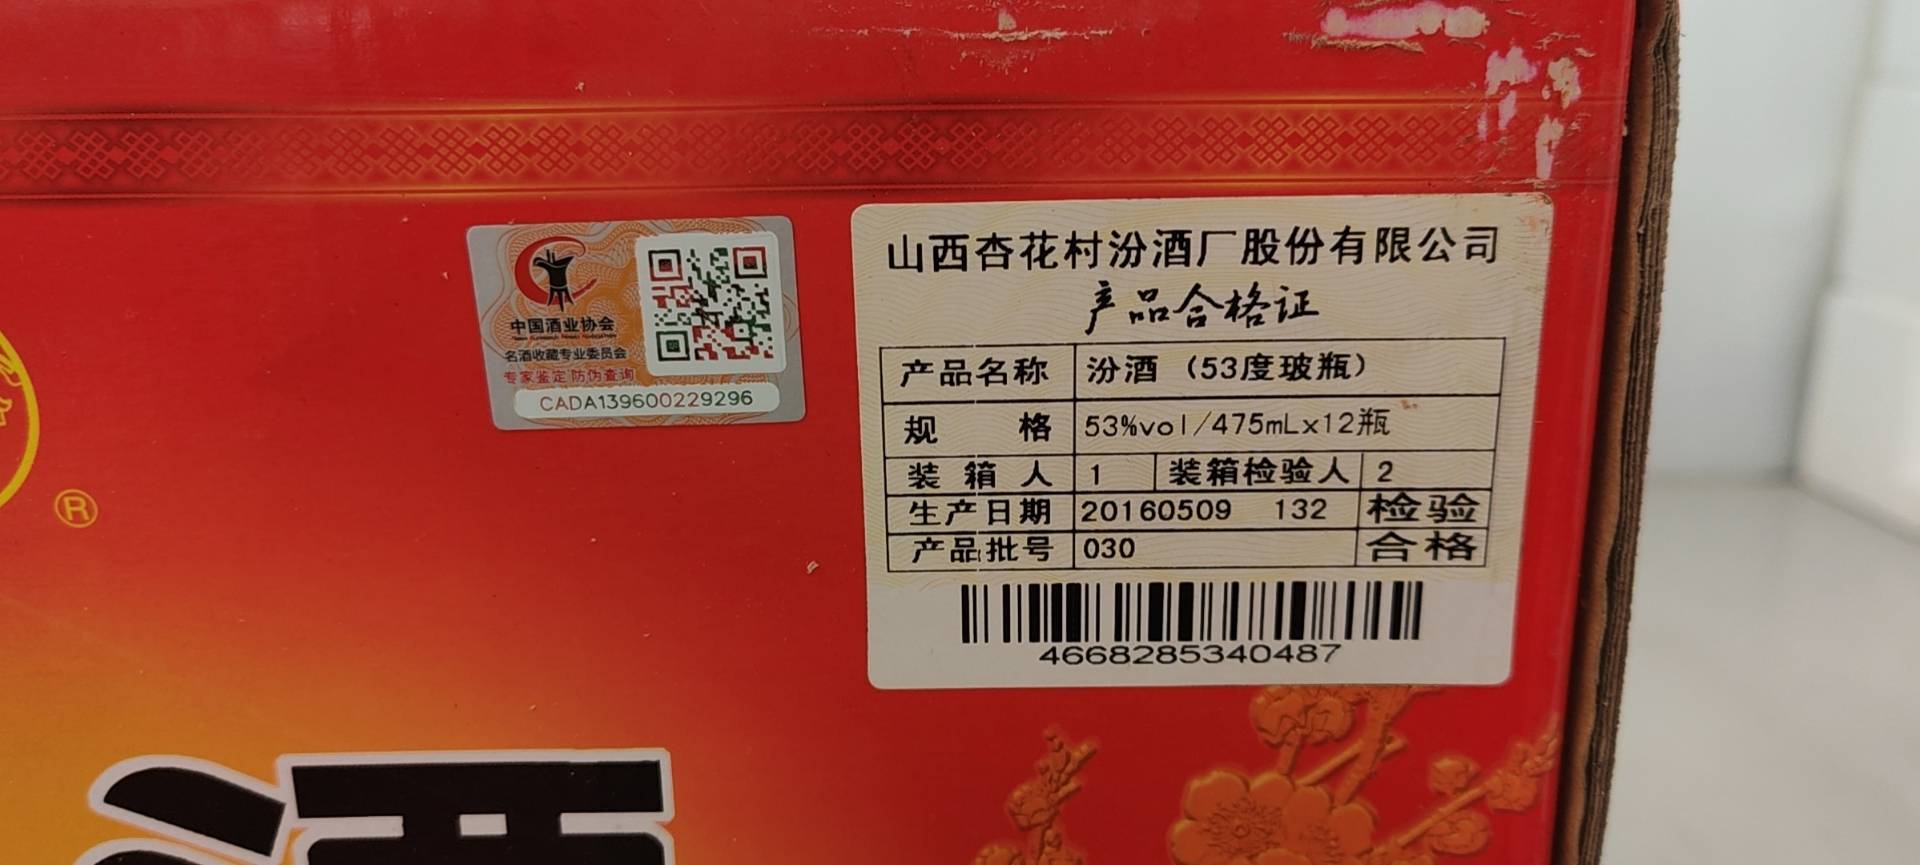 ®
中国酒业协会
名酒收藏专业委员会
专家鉴定 防伪查询
CADA139600229296
山西杏花村汾酒厂股份有限公司
产品合格证
产品名称 汾酒（53度玻瓶）
规 格 53%vol/475mLx12瓶
装 箱 人 1 装箱检验人 2
生产日期 20160509 132 检验
产品批号 030 合格
4668285340487
酒